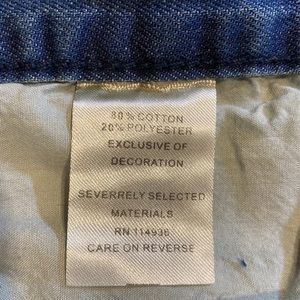 80% COTTON
20% POLYESTER
EXCLUSIVE OF
DECORATION
SEVERRELY SELECTED
MATERIALS
RN 114936
CARE ON REVERSE